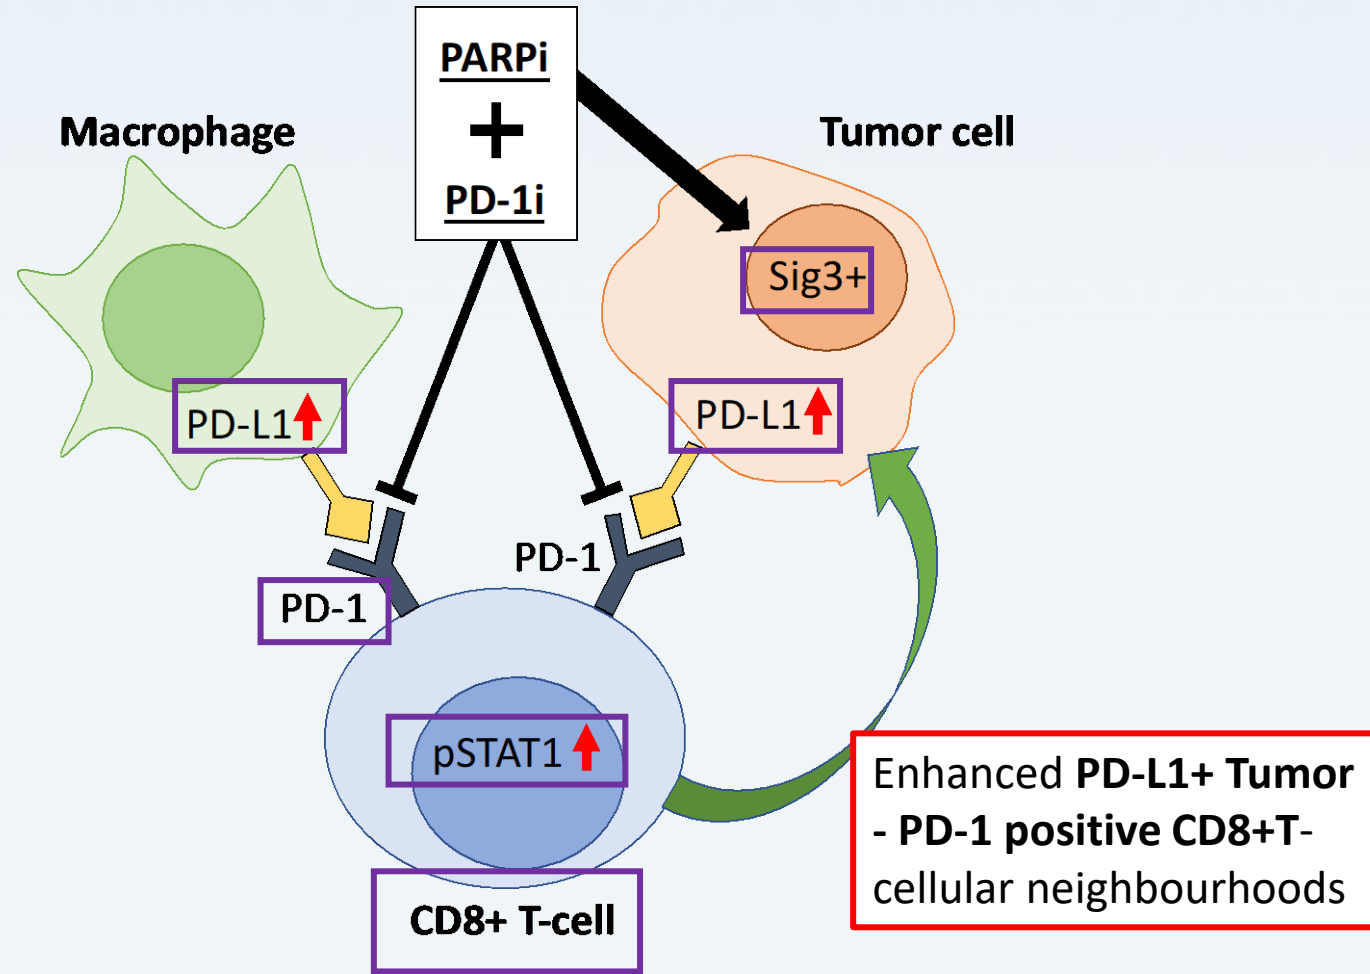 PARPi
+
PD-1i
Macrophage
Tumor cell
Sig3+
PD-L1
PD-L1
PD-1
PD-1
pSTAT1
CD8+ T-cell
Enhanced PD-L1+ Tumor
- PD-1 positive CD8+T-
cellular neighbourhoods